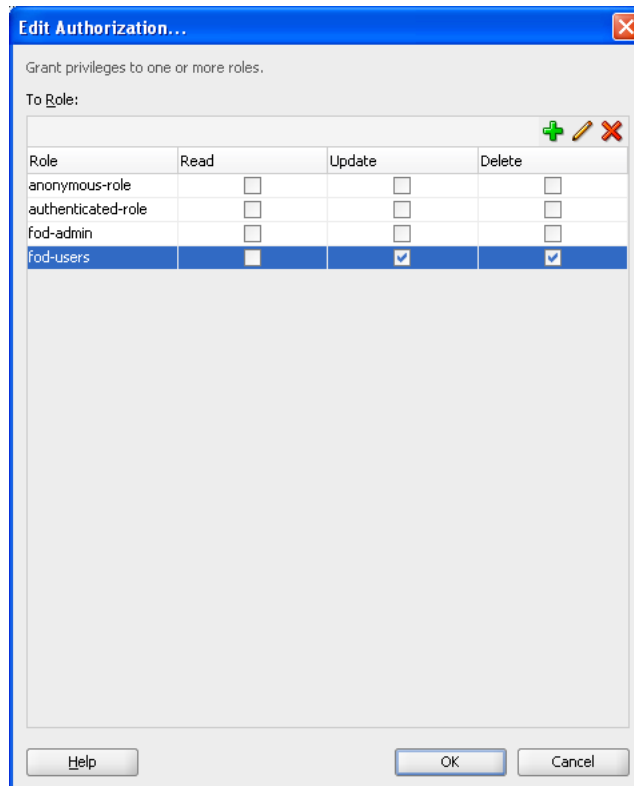 Edit Authorization...
Grant privileges to one or more roles.
To Role:
Role Read Update Delete
anonymous-role
authenticated-role
fod-admin
fod-users
Help OK Cancel